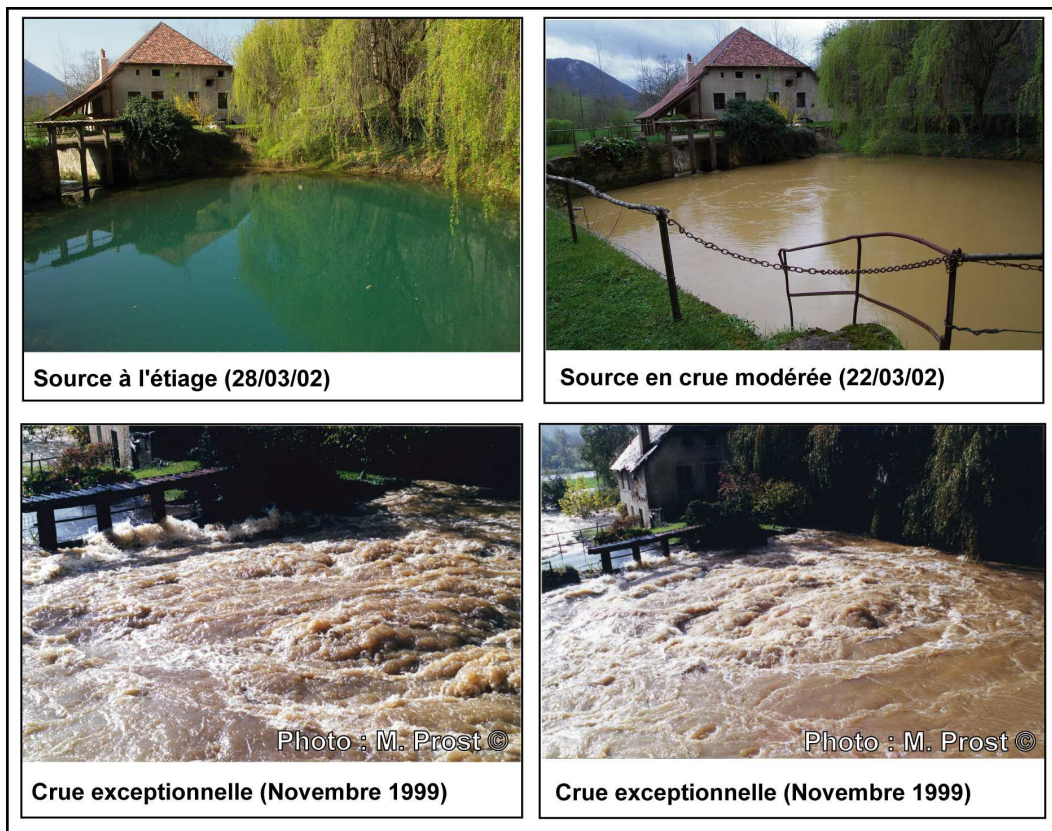 Source à l'étiage (28/03/02)
Source en crue modérée (22/03/02)
Photo : M. Prost ©
Crue exceptionnelle (Novembre 1999)
Photo : M. Prost ©
Crue exceptionnelle (Novembre 1999)